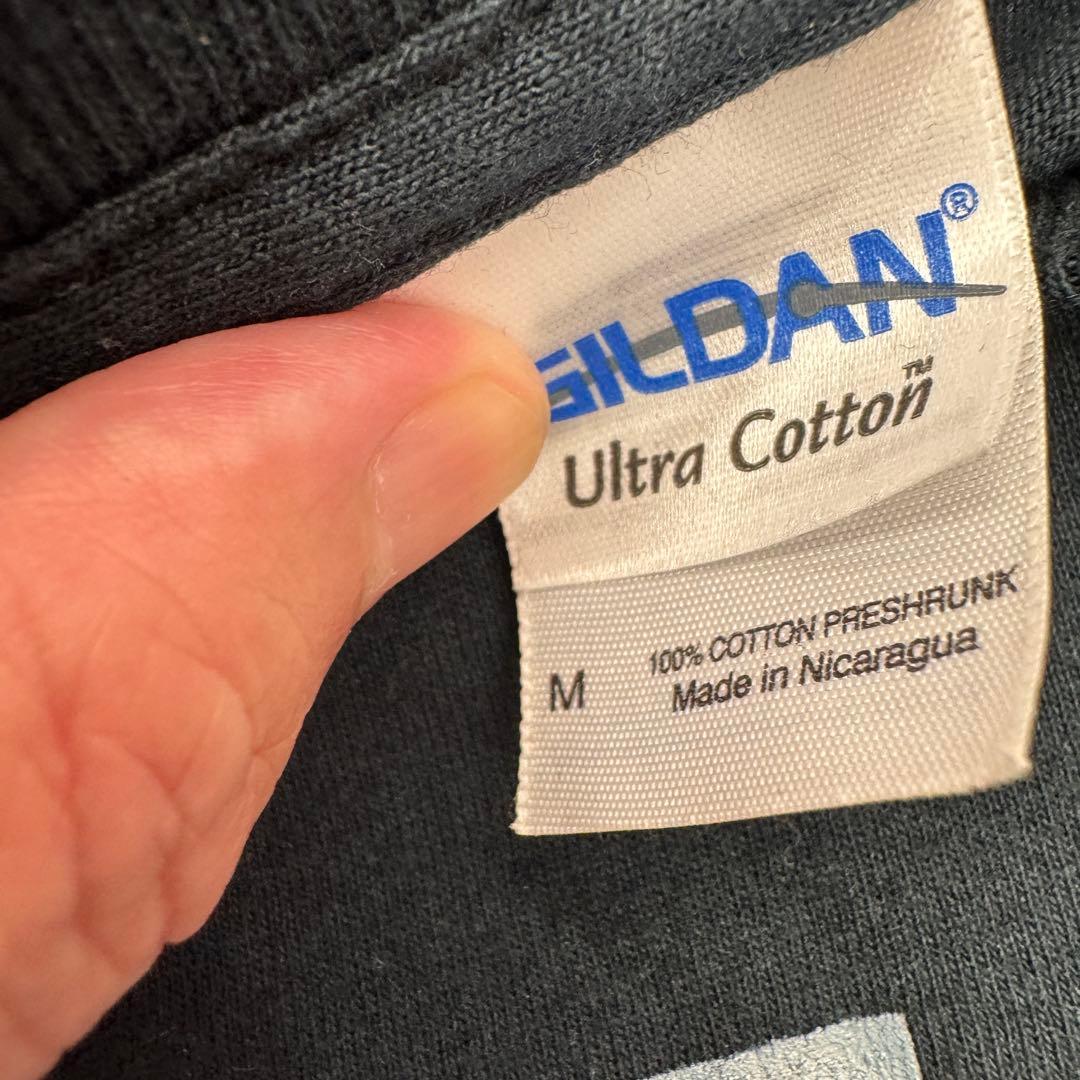 GILDAN®
Ultra Cotton™
100% COTTON PRESHRUNK
M Made in Nicaragua